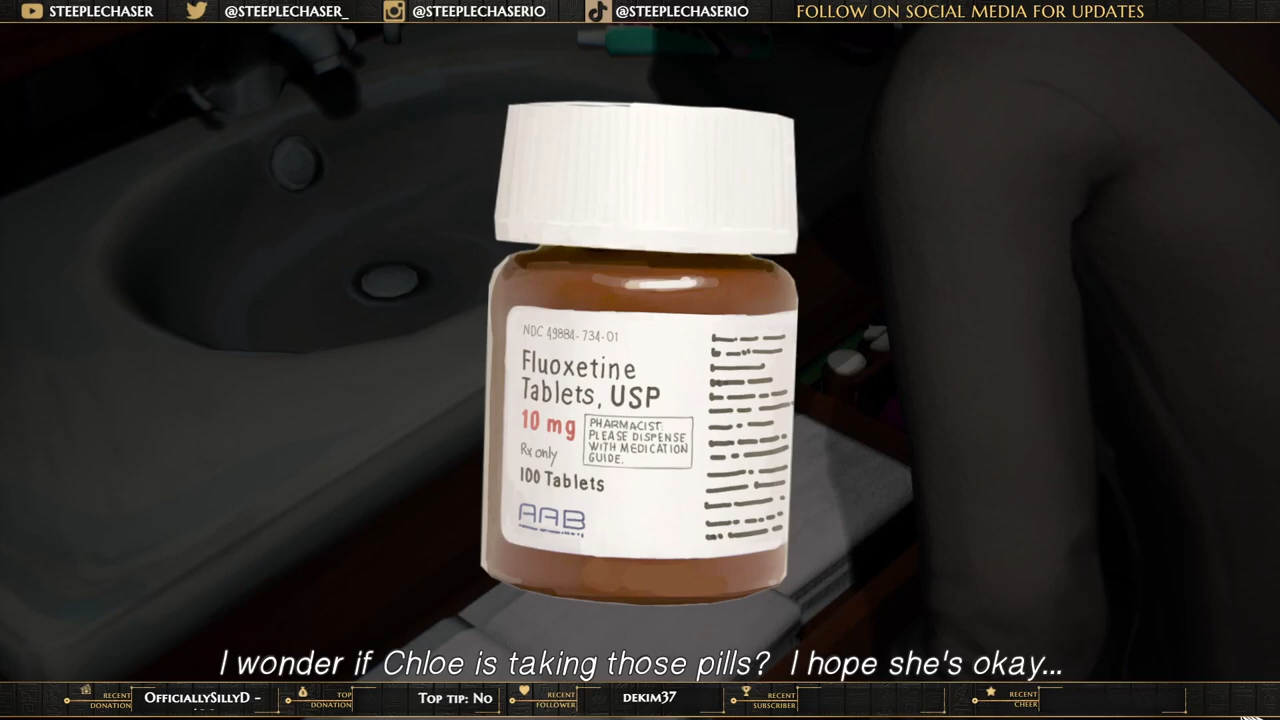 STEEPLECHASER
@STEEPLECHASER_
@STEEPLECHASERIO
@STEEPLECHASERIO
FOLLOW ON SOCIAL MEDIA FOR UPDATES
NDC 49884-734-01
Fluoxetine
Tablets, USP
10 mg
PHARMACIST:
PLEASE DISPENSE
WITH MEDICATION
GUIDE.
Rx only
100 Tablets
AAB
I wonder if Chloe is taking those pills? I hope she's okay...
RECENT
DONATION
OfficiallySillyD -
TOP
DONATION
Top tip: No
RECENT
FOLLOWER
dekim37
RECENT
SUBSCRIBER
RECENT
CHEER